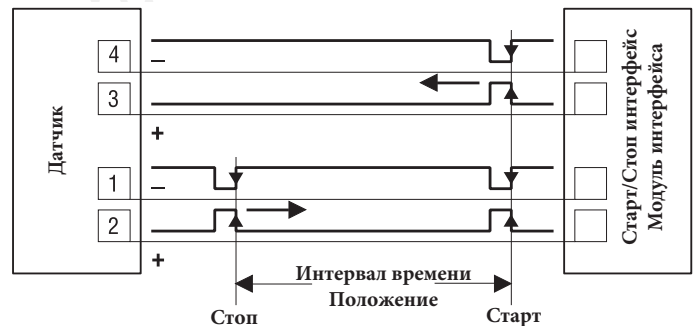 Датчик
4
−
3
+
1
−
2
+
Старт/Стоп интерфейс
Модуль интерфейса
Интервал времени
Положение
Стоп
Старт